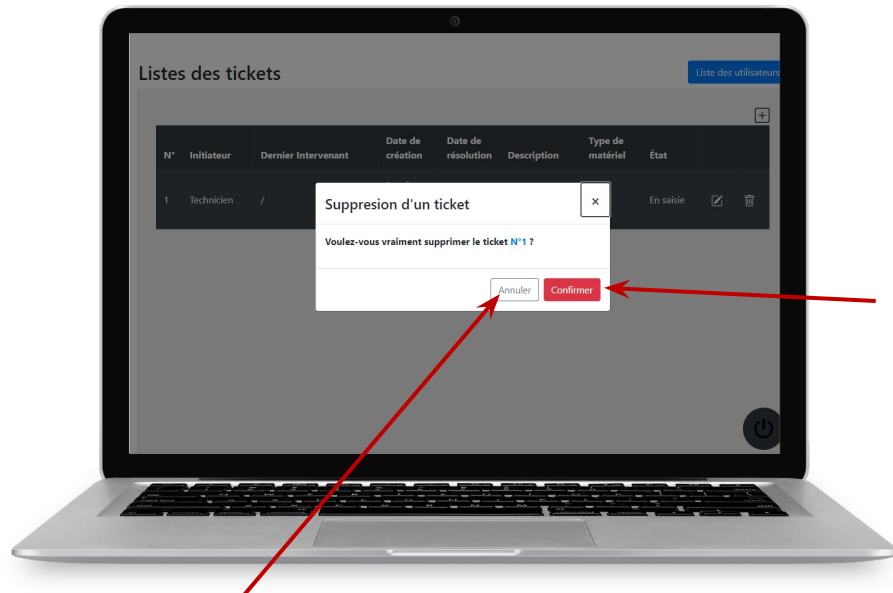 Listes des tickets
Liste des utilisateurs
N° Initiateur Dernier Intervenant Date de création Date de résolution Description Type de matériel État
1 Technicien / En saisie
Suppresion d'un ticket
×
Voulez-vous vraiment supprimer le ticket N°1 ?
Annuler Confirmer